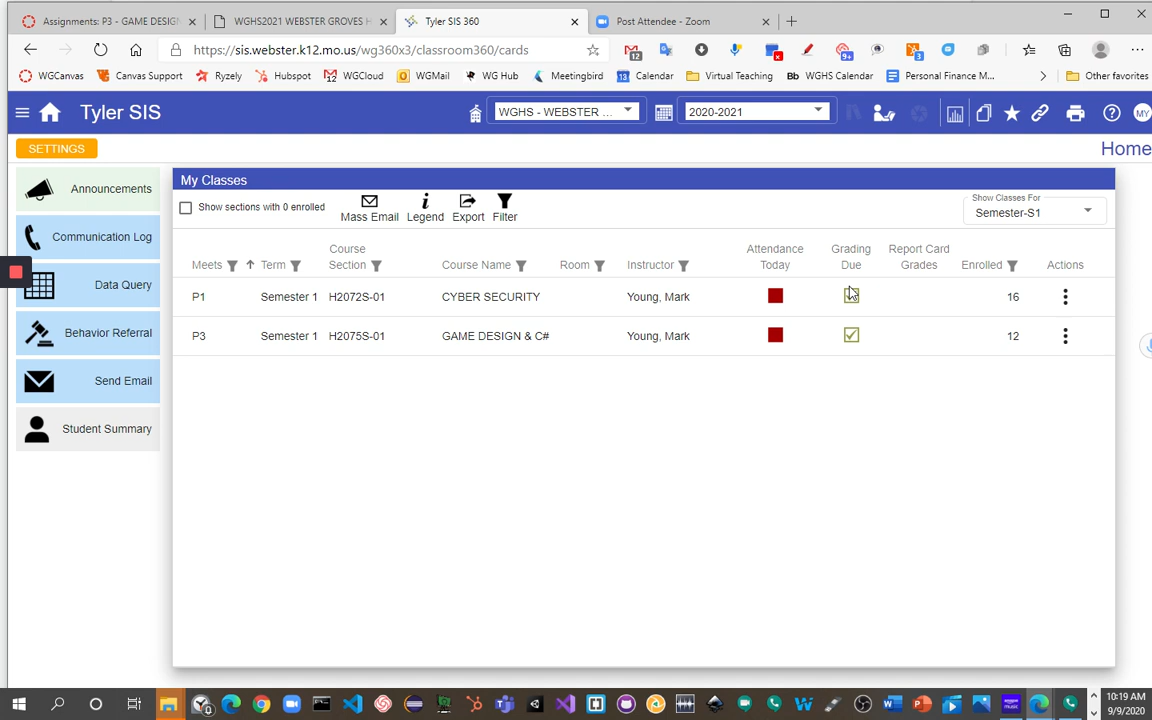 Assignments: P3 - GAME DESIGN
WGHS2021 WEBSTER GROVES H
Tyler SIS 360
Post Attendee - Zoom
https://sis.webster.k12.mo.us/wg360x3/classroom360/cards
12
9+
3
WGCanvas
Canvas Support
Ryzely
Hubspot
WGCloud
WGMail
WG Hub
Meetingbird
Calendar
Virtual Teaching
Bb WGHS Calendar
Personal Finance M...
Other favorites
Tyler SIS
WGHS - WEBSTER ...
2020-2021
MY
SETTINGS
Home
Announcements
Communication Log
Data Query
Behavior Referral
Send Email
Student Summary
My Classes
Show sections with 0 enrolled
Mass Email
Legend
Export
Filter
Show Classes For
Semester-S1
Meets
Term
Course Section
Course Name
Room
Instructor
Attendance Today
Grading Due
Report Card Grades
Enrolled
Actions
P1 Semester 1 H2072S-01 CYBER SECURITY Young, Mark 16
P3 Semester 1 H2075S-01 GAME DESIGN & C# Young, Mark 12
10:19 AM
9/9/2020